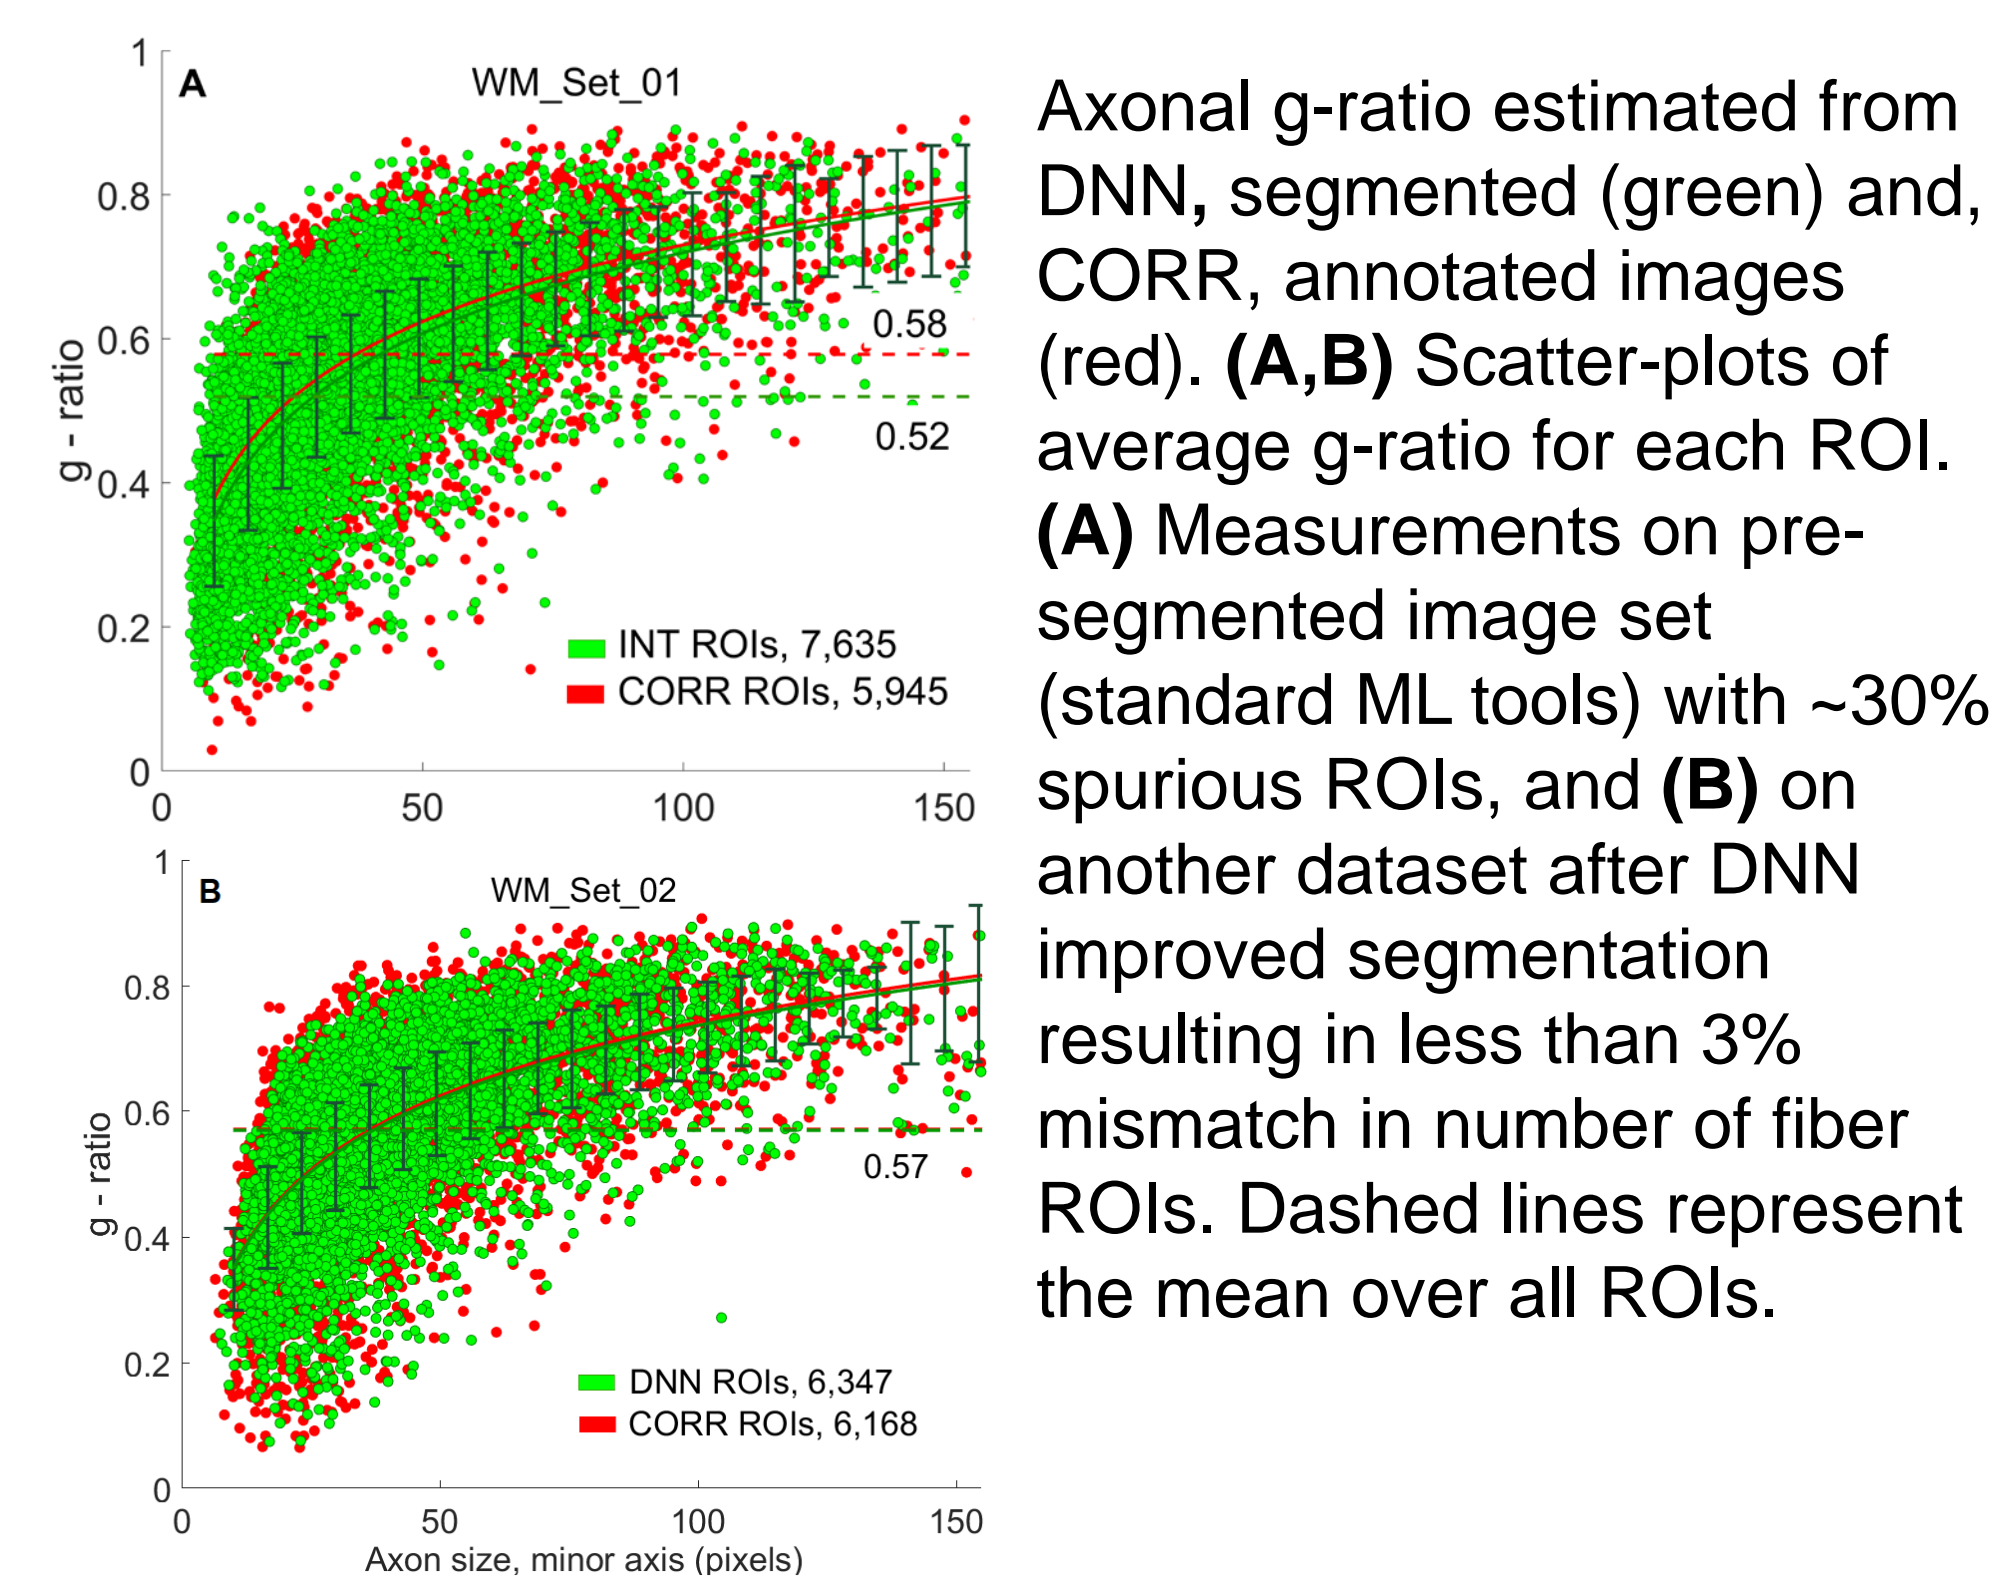 A
WM_Set_01
1
0.8
0.6
0.4
0.2
0
g - ratio
0.58
0.52
INT ROIs, 7,635
CORR ROIs, 5,945
0
50
100
150
B
WM_Set_02
1
0.8
0.6
0.4
0.2
0
g - ratio
0.57
DNN ROIs, 6,347
CORR ROIs, 6,168
0
50
100
150
Axon size, minor axis (pixels)
Axonal g-ratio estimated from
DNN, segmented (green) and,
CORR, annotated images
(red). (A,B) Scatter-plots of
average g-ratio for each ROI.
(A) Measurements on pre-
segmented image set
(standard ML tools) with ~30%
spurious ROIs, and (B) on
another dataset after DNN
improved segmentation
resulting in less than 3%
mismatch in number of fiber
ROIs. Dashed lines represent
the mean over all ROIs.